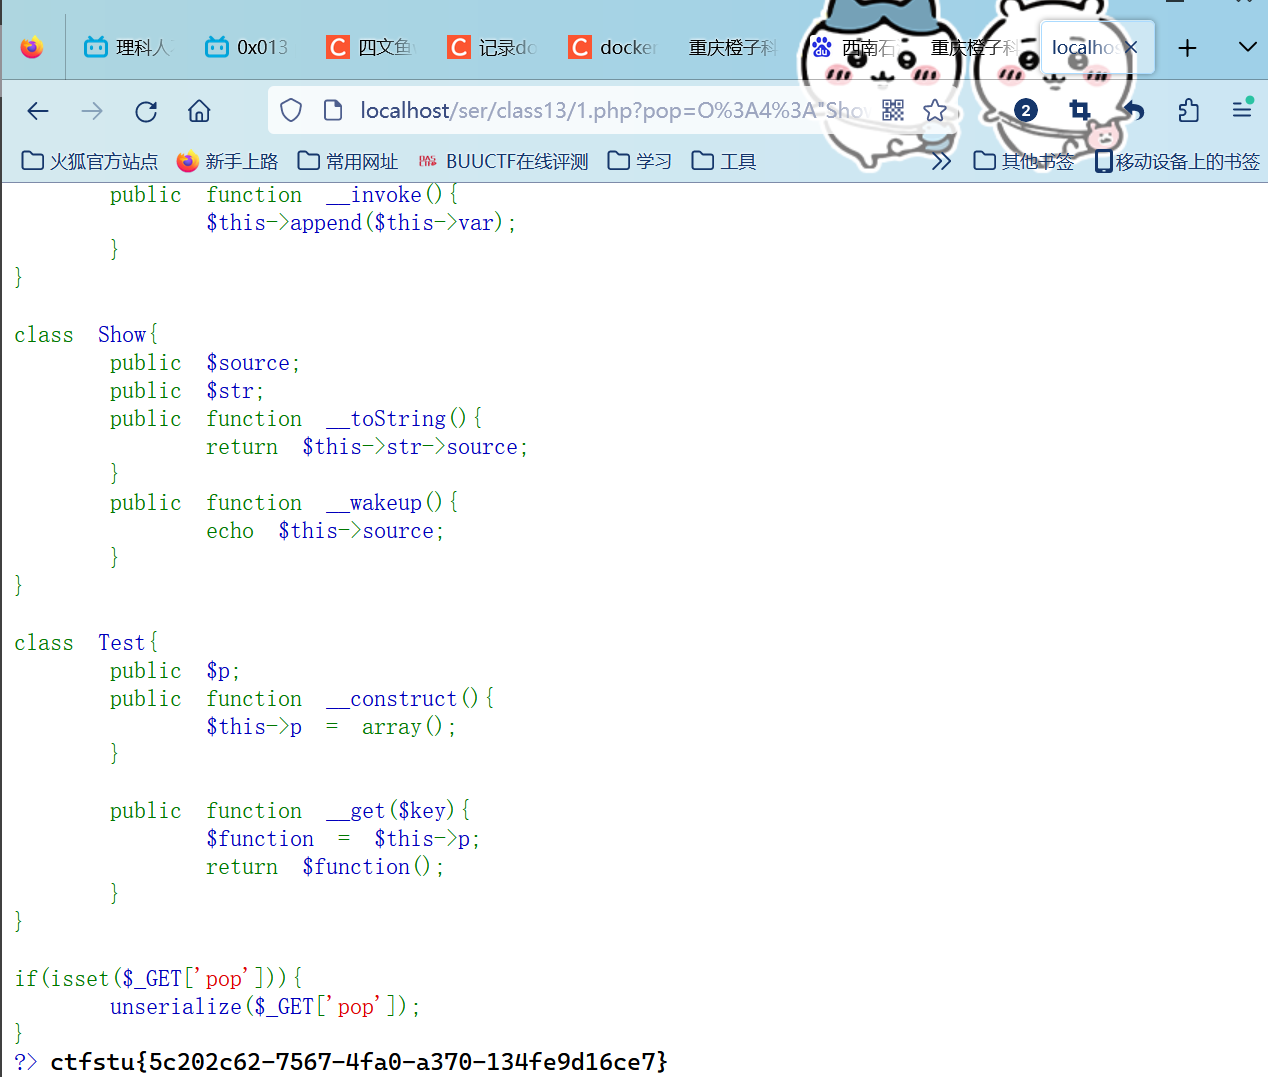 理科人 0x013 四文鱼 记录do docker 重庆橙子科 西南石 重庆橙子科 localhos
localhost/ser/class13/1.php?pop=O%3A4%3A"Sho 2
火狐官方站点 新手上路 常用网址 BUUCTF在线评测 学习 工具 其他书签 移动设备上的书签
public function __invoke(){
$this->append($this->var);
}
}
class Show{
public $source;
public $str;
public function __toString(){
return $this->str->source;
}
public function __wakeup(){
echo $this->source;
}
}
class Test{
public $p;
public function __construct(){
$this->p = array();
}
public function __get($key){
$function = $this->p;
return $function();
}
}
if(isset($_GET['pop'])){
unserialize($_GET['pop']);
}
?> ctfstu{5c202c62-7567-4fa0-a370-134fe9d16ce7}